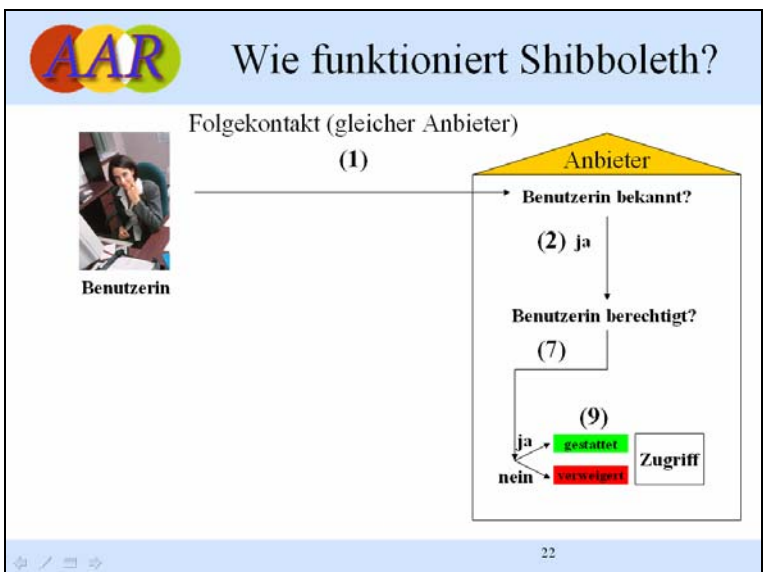 AAR
Wie funktioniert Shibboleth?
Folgekontakt (gleicher Anbieter)
(1)
Anbieter
Benutzerin bekannt?
(2) ja
Benutzerin
Benutzerin berechtigt?
(7)
(9)
ja
gestattet
Zugriff
nein
verweigert
22